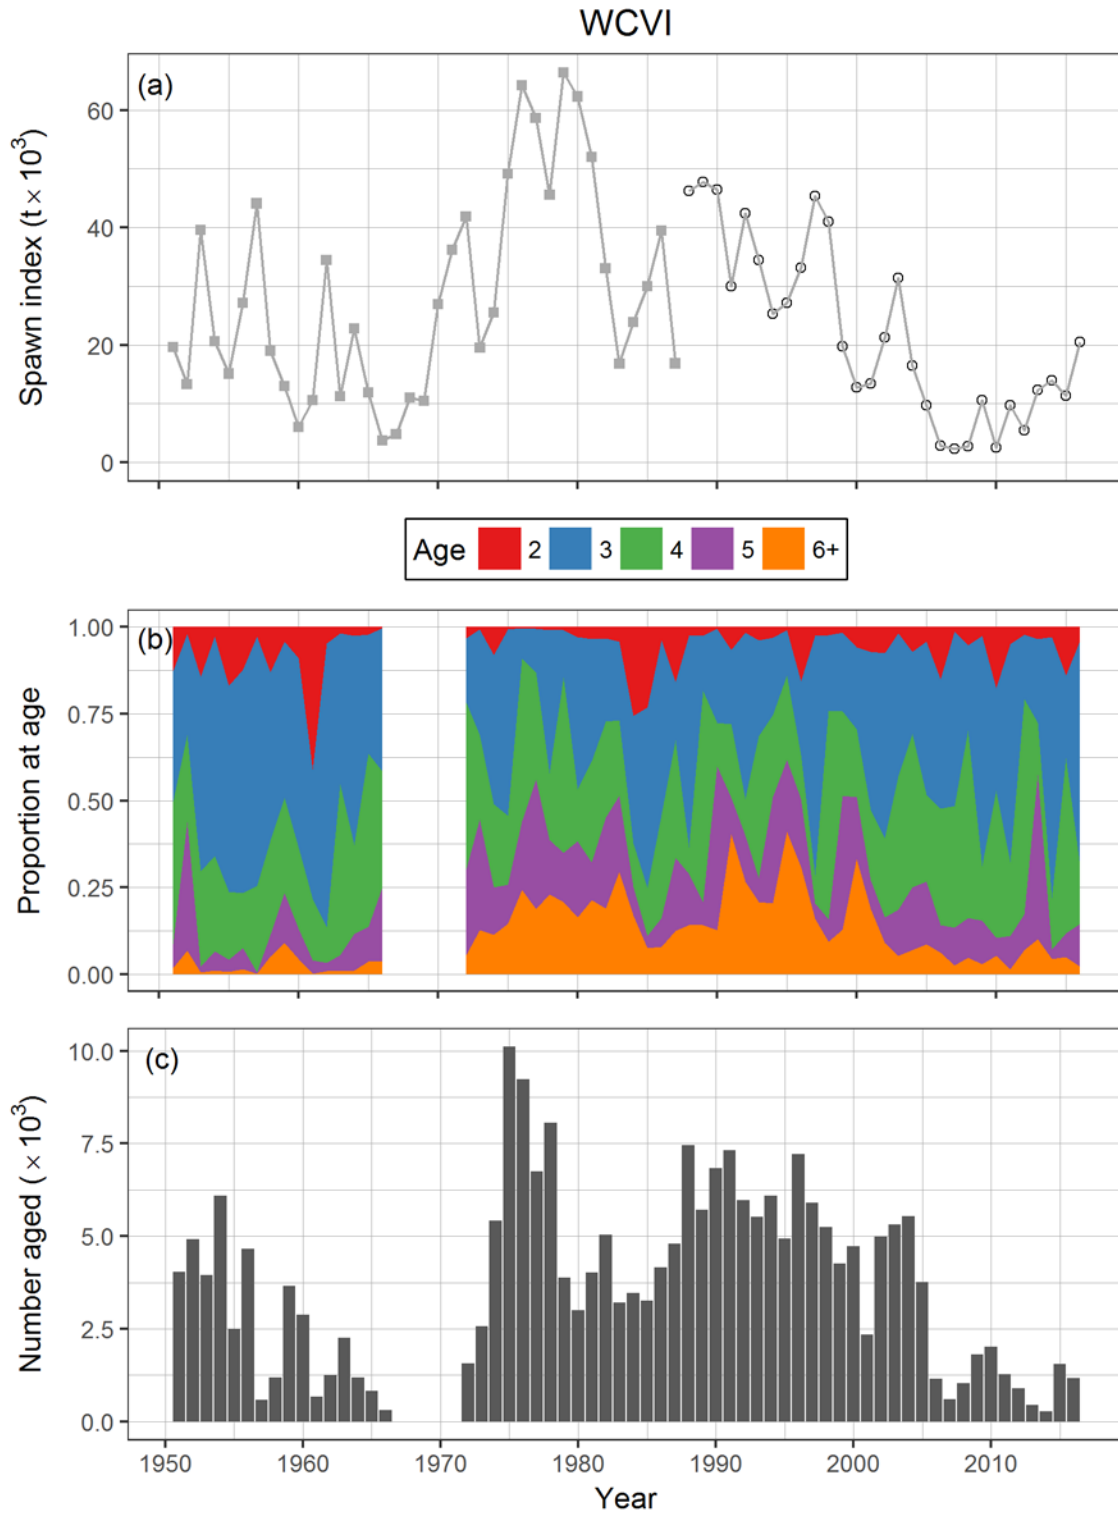 WCVI
(a)
Spawn index (t × 10³)
60
40
20
0
Age 2 3 4 5 6+
(b)
Proportion at age
1.00
0.75
0.50
0.25
0.00
(c)
Number aged (× 10³)
10.0
7.5
5.0
2.5
0.0
1950 1960 1970 1980 1990 2000 2010
Year